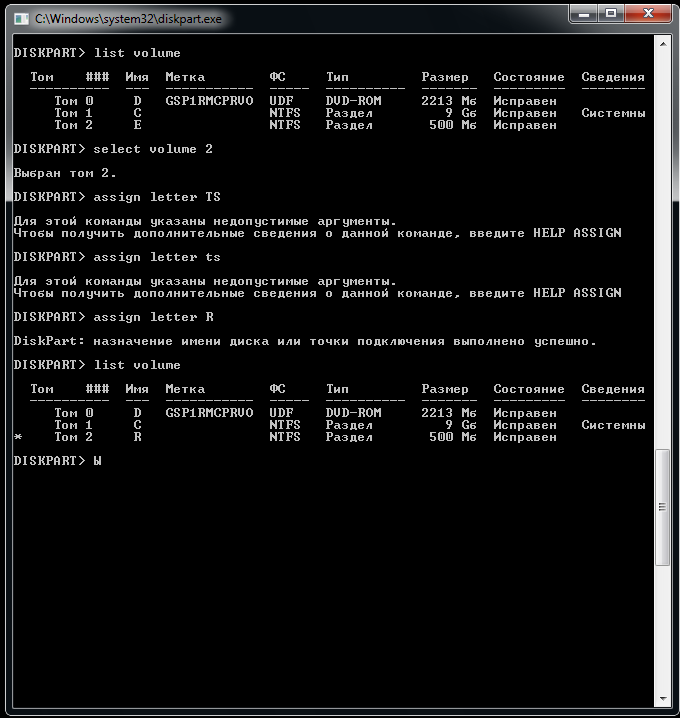 C:\Windows\system32\diskpart.exe
DISKPART> list volume
Том ### Имя Метка ФС Тип Размер Состояние Сведения
---------- --- ----------- ----- ---------- ------- --------- --------
Том 0 D GSP1RMCPRVO UDF DVD-ROM 2213 Мб Исправен
Том 1 C NTFS Раздел 9 Gб Исправен Системны
Том 2 E NTFS Раздел 500 Мб Исправен
DISKPART> select volume 2
Выбран том 2.
DISKPART> assign letter TS
Для этой команды указаны недопустимые аргументы.
Чтобы получить дополнительные сведения о данной команде, введите HELP ASSIGN
DISKPART> assign letter ts
Для этой команды указаны недопустимые аргументы.
Чтобы получить дополнительные сведения о данной команде, введите HELP ASSIGN
DISKPART> assign letter R
DiskPart: назначение имени диска или точки подключения выполнено успешно.
DISKPART> list volume
Том ### Имя Метка ФС Тип Размер Состояние Сведения
---------- --- ----------- ----- ---------- ------- --------- --------
Том 0 D GSP1RMCPRVO UDF DVD-ROM 2213 Мб Исправен
Том 1 C NTFS Раздел 9 Gб Исправен Системны
* Том 2 R NTFS Раздел 500 Мб Исправен
DISKPART> W